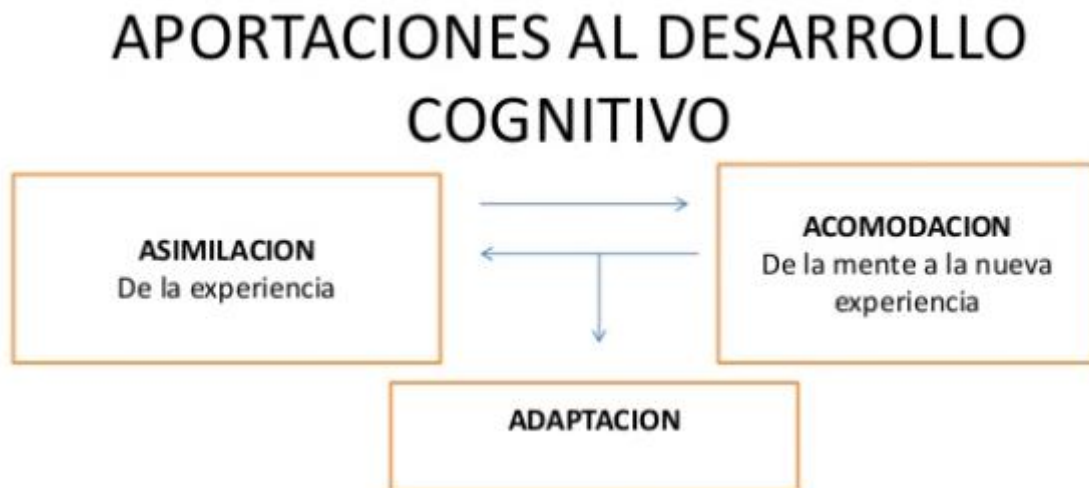 APORTACIONES AL DESARROLLO
COGNITIVO
ASIMILACION
De la experiencia
ACOMODACION
De la mente a la nueva
experiencia
ADAPTACION